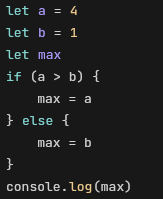 let a = 4
let b = 1
let max
if (a > b) {
    max = a
} else {
    max = b
}
console.log(max)